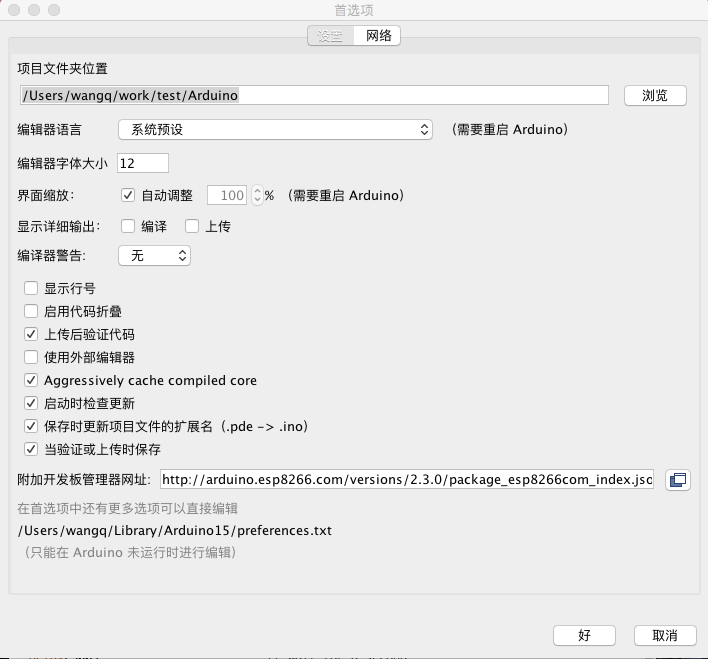 首选项
设置 网络
项目文件夹位置
/Users/wangq/work/test/Arduino 浏览
编辑器语言 系统预设 (需要重启 Arduino)
编辑器字体大小 12
界面缩放： 自动调整 100 % (需要重启 Arduino)
显示详细输出： 编译 上传
编译器警告: 无
显示行号
启用代码折叠
上传后验证代码
使用外部编辑器
Aggressively cache compiled core
启动时检查更新
保存时更新项目文件的扩展名（.pde -> .ino）
当验证或上传时保存
附加开发板管理器网址: http://arduino.esp8266.com/versions/2.3.0/package_esp8266com_index.jso
在首选项中还有更多选项可以直接编辑
/Users/wangq/Library/Arduino15/preferences.txt
（只能在 Arduino 未运行时进行编辑）
好 取消